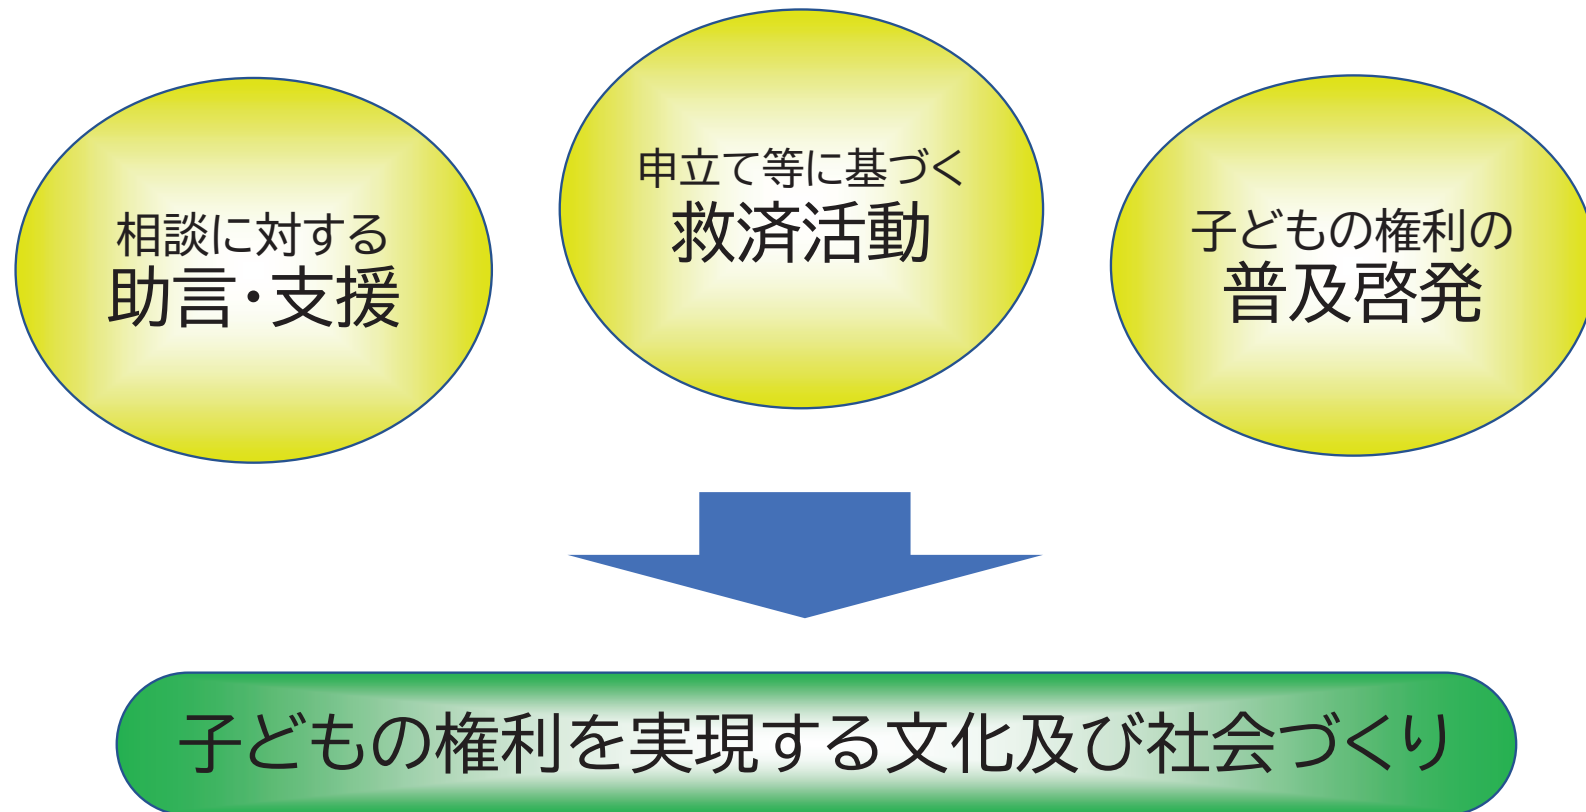 相談に対する
助言・支援
申立て等に基づく
救済活動
子どもの権利の
普及啓発
子どもの権利を実現する文化及び社会づくり